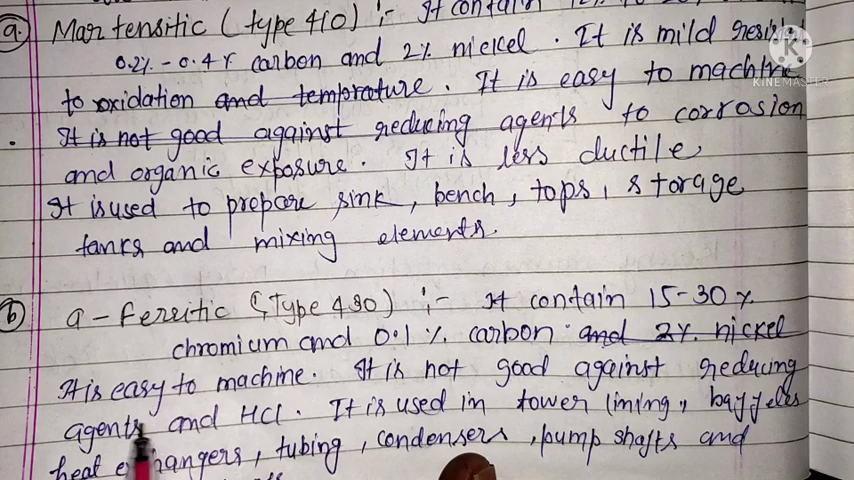 a. Martensitic (type 410) :- It contain 12%
0.2% - 0.4% carbon and 2% nickel. It is mild resist
to oxidation and temprature. It is easy to machine
It is not good against reducing agents to corrosion
and organic exposure. It is less ductile,
It is used to prepare sink, bench, tops, storage
tanks and mixing elements.
b a - Ferritic (Type 430) :- It contain 15-30 %
chromium and 0.1 % carbon and 2% nickel
It is easy to machine. It is not good against reducing
agents and HCl. It is used in tower liming,
heat exhangers, tubing, condensers, pump shafts and
KINEMASTER